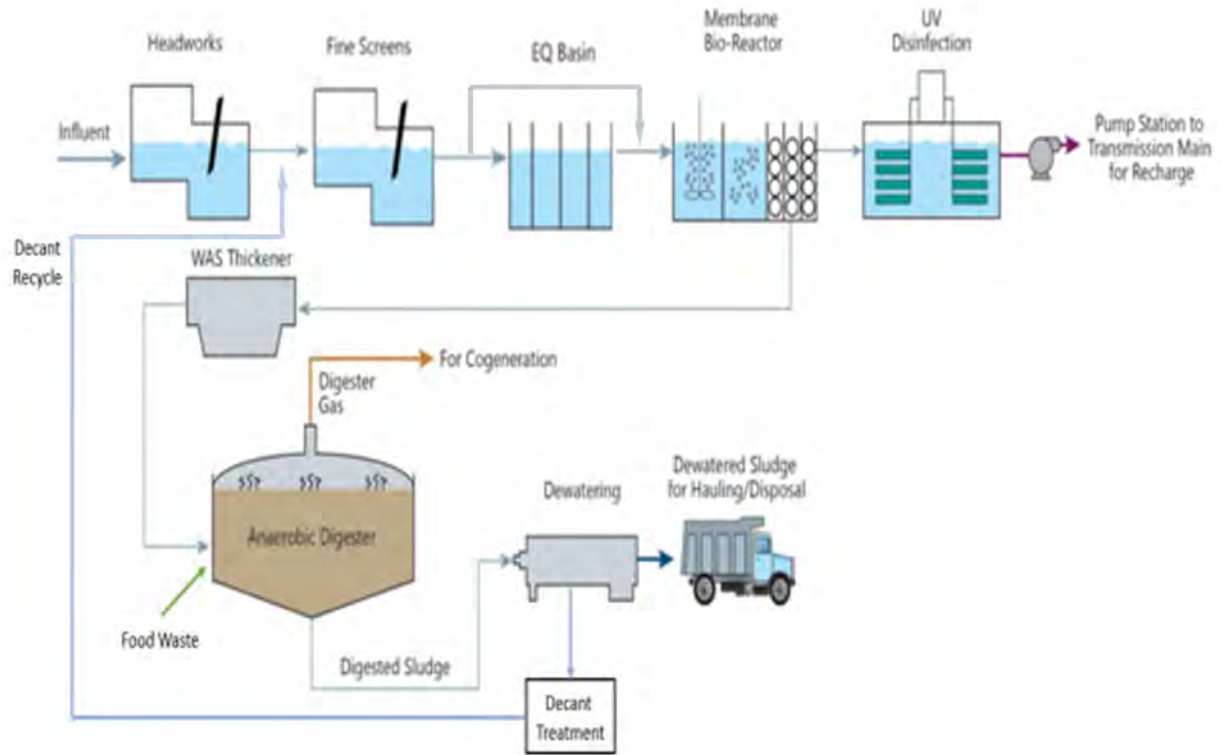 Headworks
Fine Screens
EQ Basin
Membrane
Bio-Reactor
UV
Disinfection
Influent
Pump Station to
Transmission Main
for Recharge
Decant
Recycle
WAS Thickener
For Cogeneration
Digester
Gas
Anaerobic Digester
Dewatering
Dewatered Sludge
for Hauling/Disposal
Food Waste
Digested Sludge
Decant
Treatment